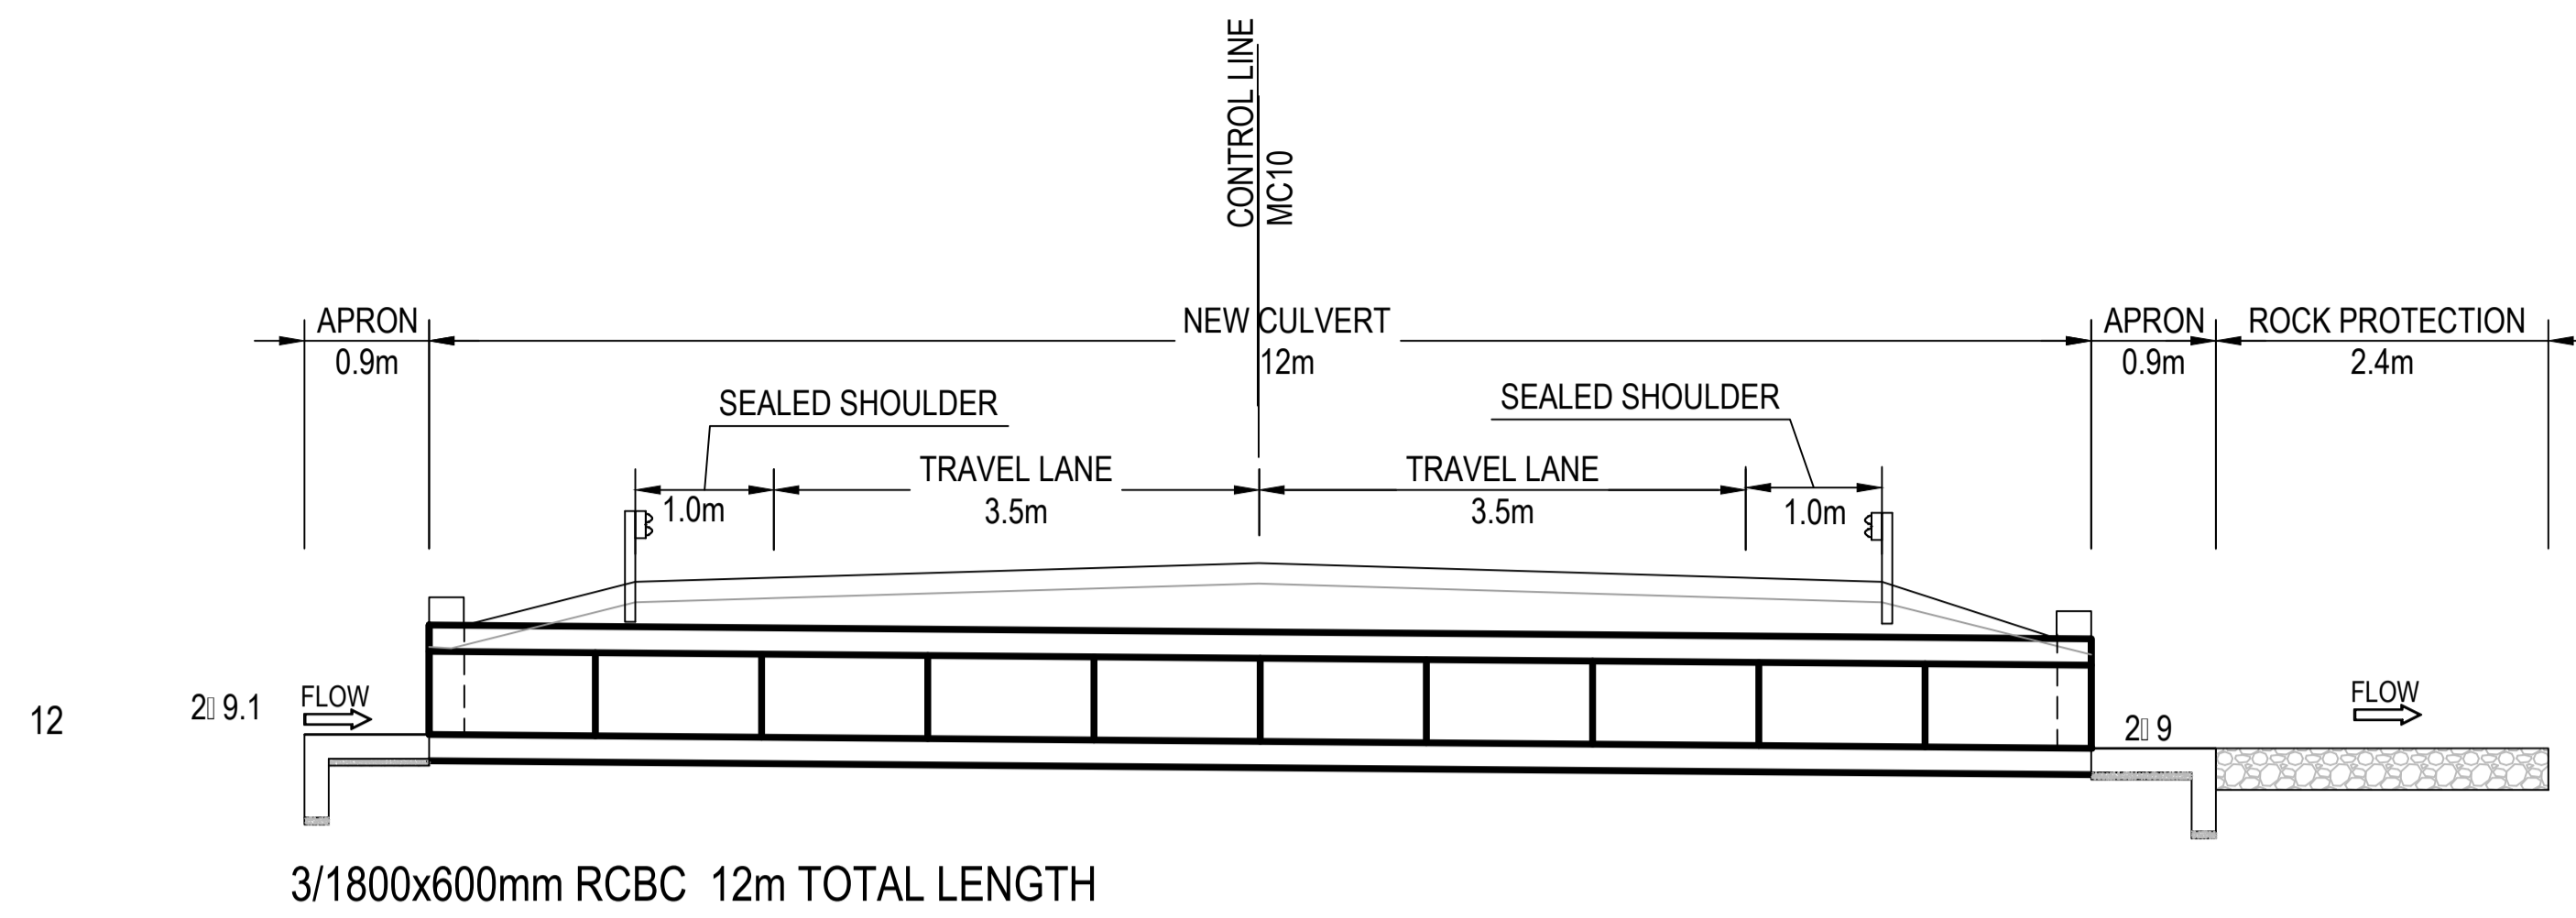 CONTROL LINE
MC10
APRON
0.9m
NEW CULVERT
12m
APRON
0.9m
ROCK PROTECTION
2.4m
SEALED SHOULDER
1.0m
TRAVEL LANE
3.5m
TRAVEL LANE
3.5m
SEALED SHOULDER
1.0m
12
2▯ 9.1
FLOW
FLOW
2▯ 9
3/1800x600mm RCBC 12m TOTAL LENGTH